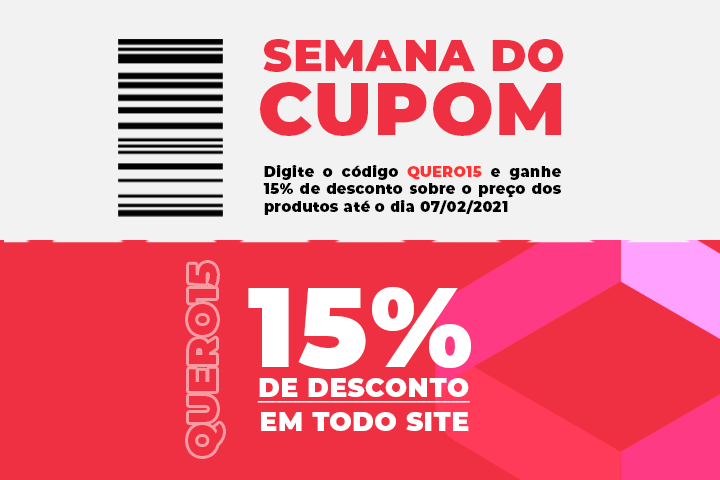 SEMANA DO
CUPOM
Digite o código QUERO15 e ganhe
15% de desconto sobre o preço dos
produtos até o dia 07/02/2021
QUERO15
15%
DE DESCONTO
EM TODO SITE